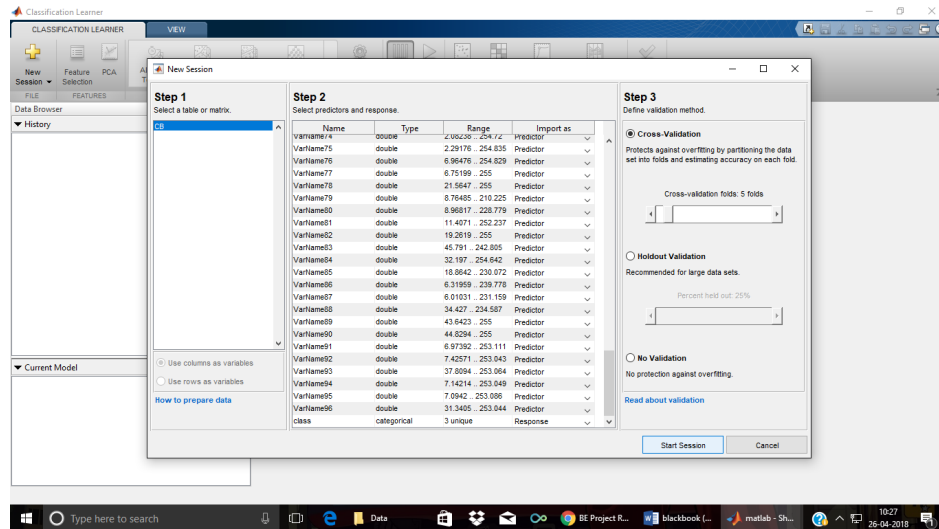 Classification Learner
CLASSIFICATION LEARNER VIEW
New Session
Feature Selection
PCA
FILE FEATURES
Data Browser
▼ History
▼ Current Model
New Session
Step 1
Select a table or matrix.
CB
Use columns as variables
Use rows as variables
How to prepare data
Step 2
Select predictors and response.
Name Type Range Import as
VarName74 double 2.08238 .. 254.72 Predictor
VarName75 double 2.29176 .. 254.835 Predictor
VarName76 double 6.96476 .. 254.829 Predictor
VarName77 double 6.75199 .. 255 Predictor
VarName78 double 21.5647 .. 255 Predictor
VarName79 double 8.76485 .. 210.225 Predictor
VarName80 double 8.96817 .. 228.779 Predictor
VarName81 double 11.4071 .. 252.237 Predictor
VarName82 double 19.2619 .. 255 Predictor
VarName83 double 45.791 .. 242.805 Predictor
VarName84 double 32.197 .. 254.642 Predictor
VarName85 double 18.8642 .. 230.072 Predictor
VarName86 double 6.31959 .. 239.778 Predictor
VarName87 double 6.01031 .. 231.159 Predictor
VarName88 double 34.427 .. 234.587 Predictor
VarName89 double 43.6423 .. 255 Predictor
VarName90 double 44.8294 .. 255 Predictor
VarName91 double 6.97392 .. 253.111 Predictor
VarName92 double 7.42571 .. 253.043 Predictor
VarName93 double 37.8094 .. 253.064 Predictor
VarName94 double 7.14214 .. 253.049 Predictor
VarName95 double 7.0942 .. 253.086 Predictor
VarName96 double 31.3405 .. 253.044 Predictor
class categorical 3 unique Response
Step 3
Define validation method.
Cross-Validation
Protects against overfitting by partitioning the data
set into folds and estimating accuracy on each fold.
Cross-validation folds: 5 folds
Holdout Validation
Recommended for large data sets.
Percent held out: 25%
No Validation
No protection against overfitting.
Read about validation
Start Session Cancel
Type here to search
Data
BE Project R...
blackbook (...
matlab - Sh...
10:27
26-04-2018